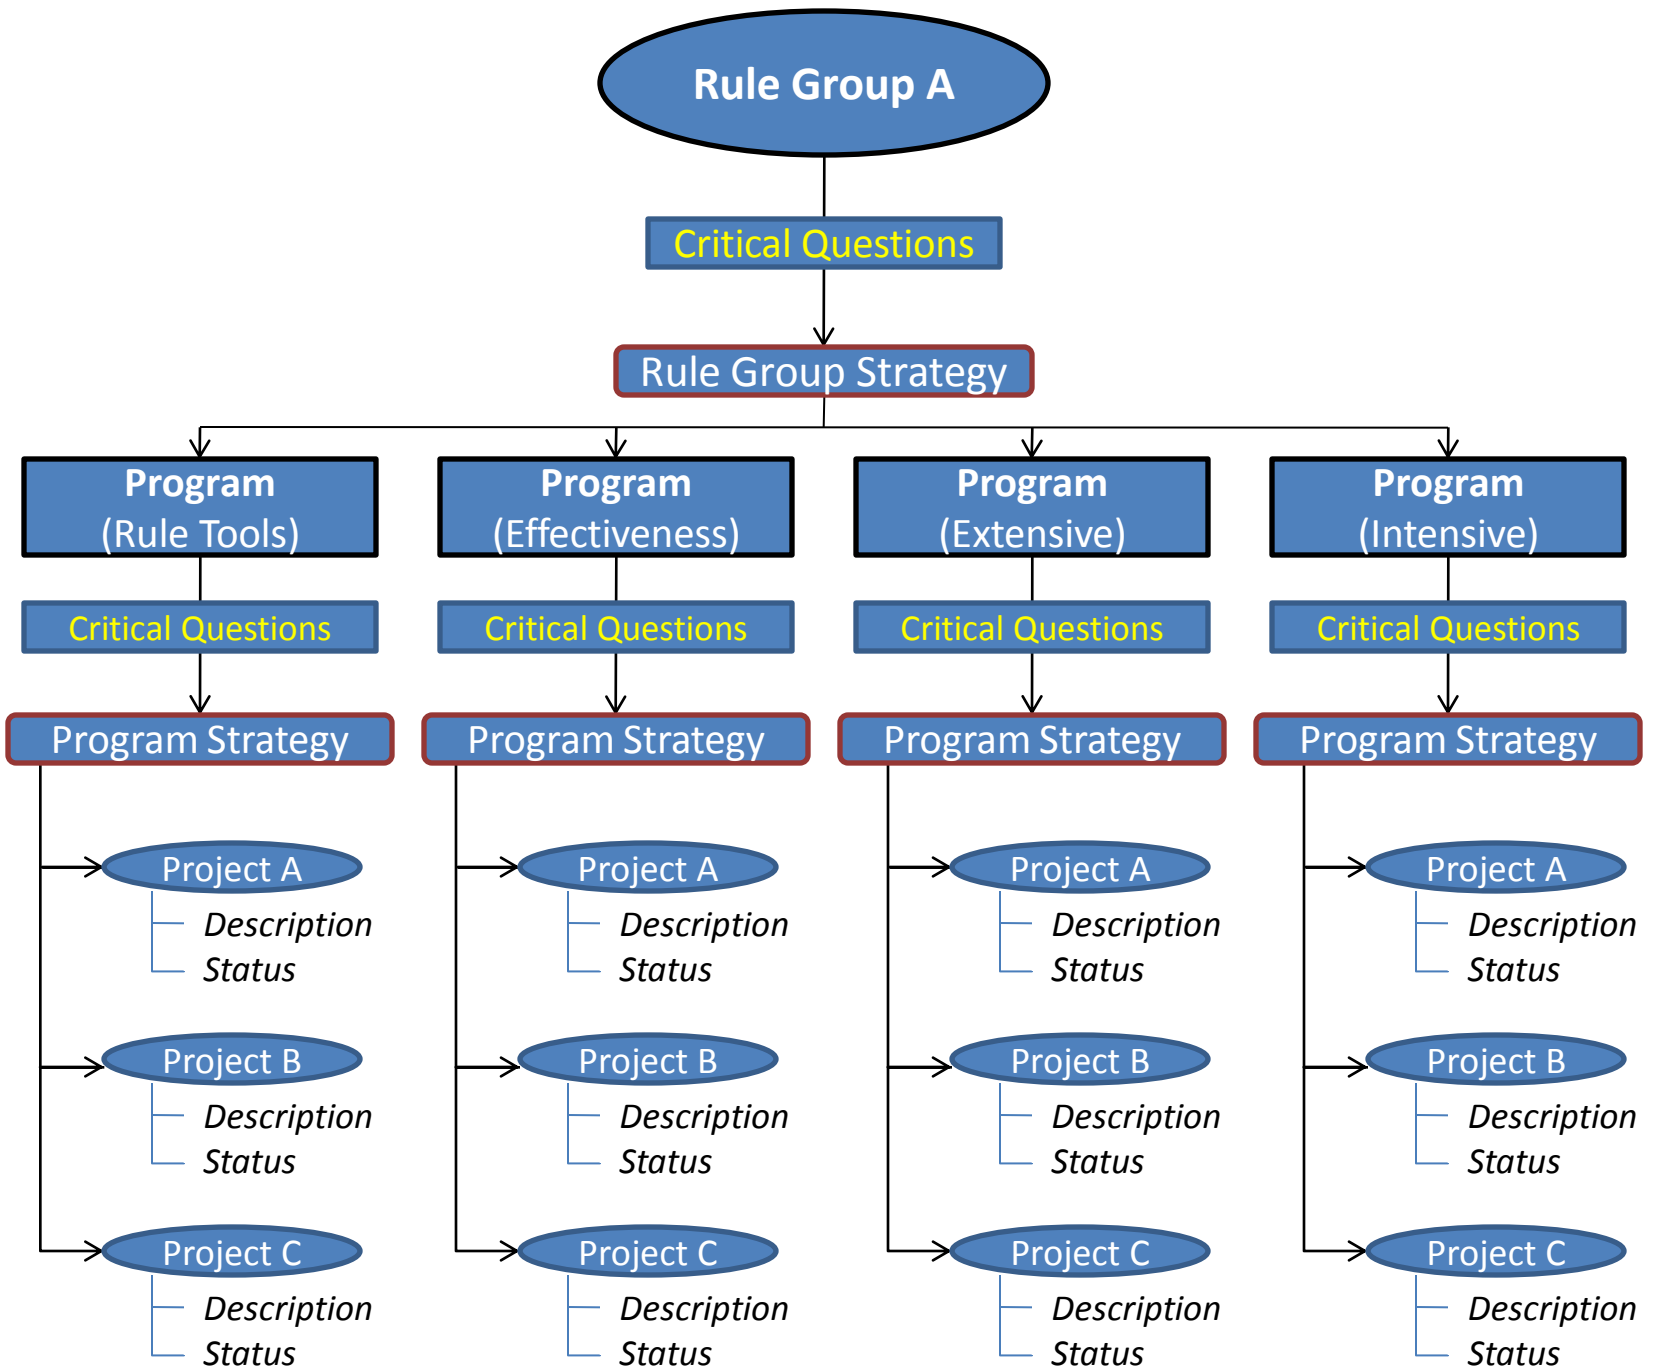 Rule Group A
Critical Questions
Rule Group Strategy
Program
(Rule Tools)
Critical Questions
Program Strategy
Project A
Description
Status
Project B
Description
Status
Project C
Description
Status
Program
(Effectiveness)
Critical Questions
Program Strategy
Project A
Description
Status
Project B
Description
Status
Project C
Description
Status
Program
(Extensive)
Critical Questions
Program Strategy
Project A
Description
Status
Project B
Description
Status
Project C
Description
Status
Program
(Intensive)
Critical Questions
Program Strategy
Project A
Description
Status
Project B
Description
Status
Project C
Description
Status